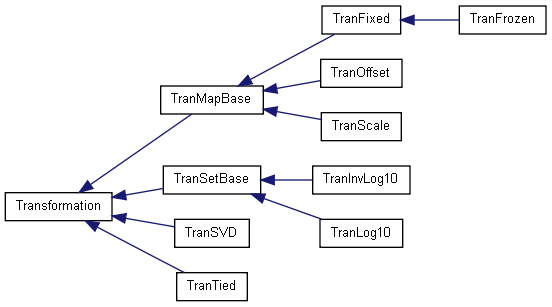 TranFixed
TranFrozen
TranOffset
TranMapBase
TranScale
TranSetBase
TranInvLog10
Transformation
TranSVD
TranLog10
TranTied